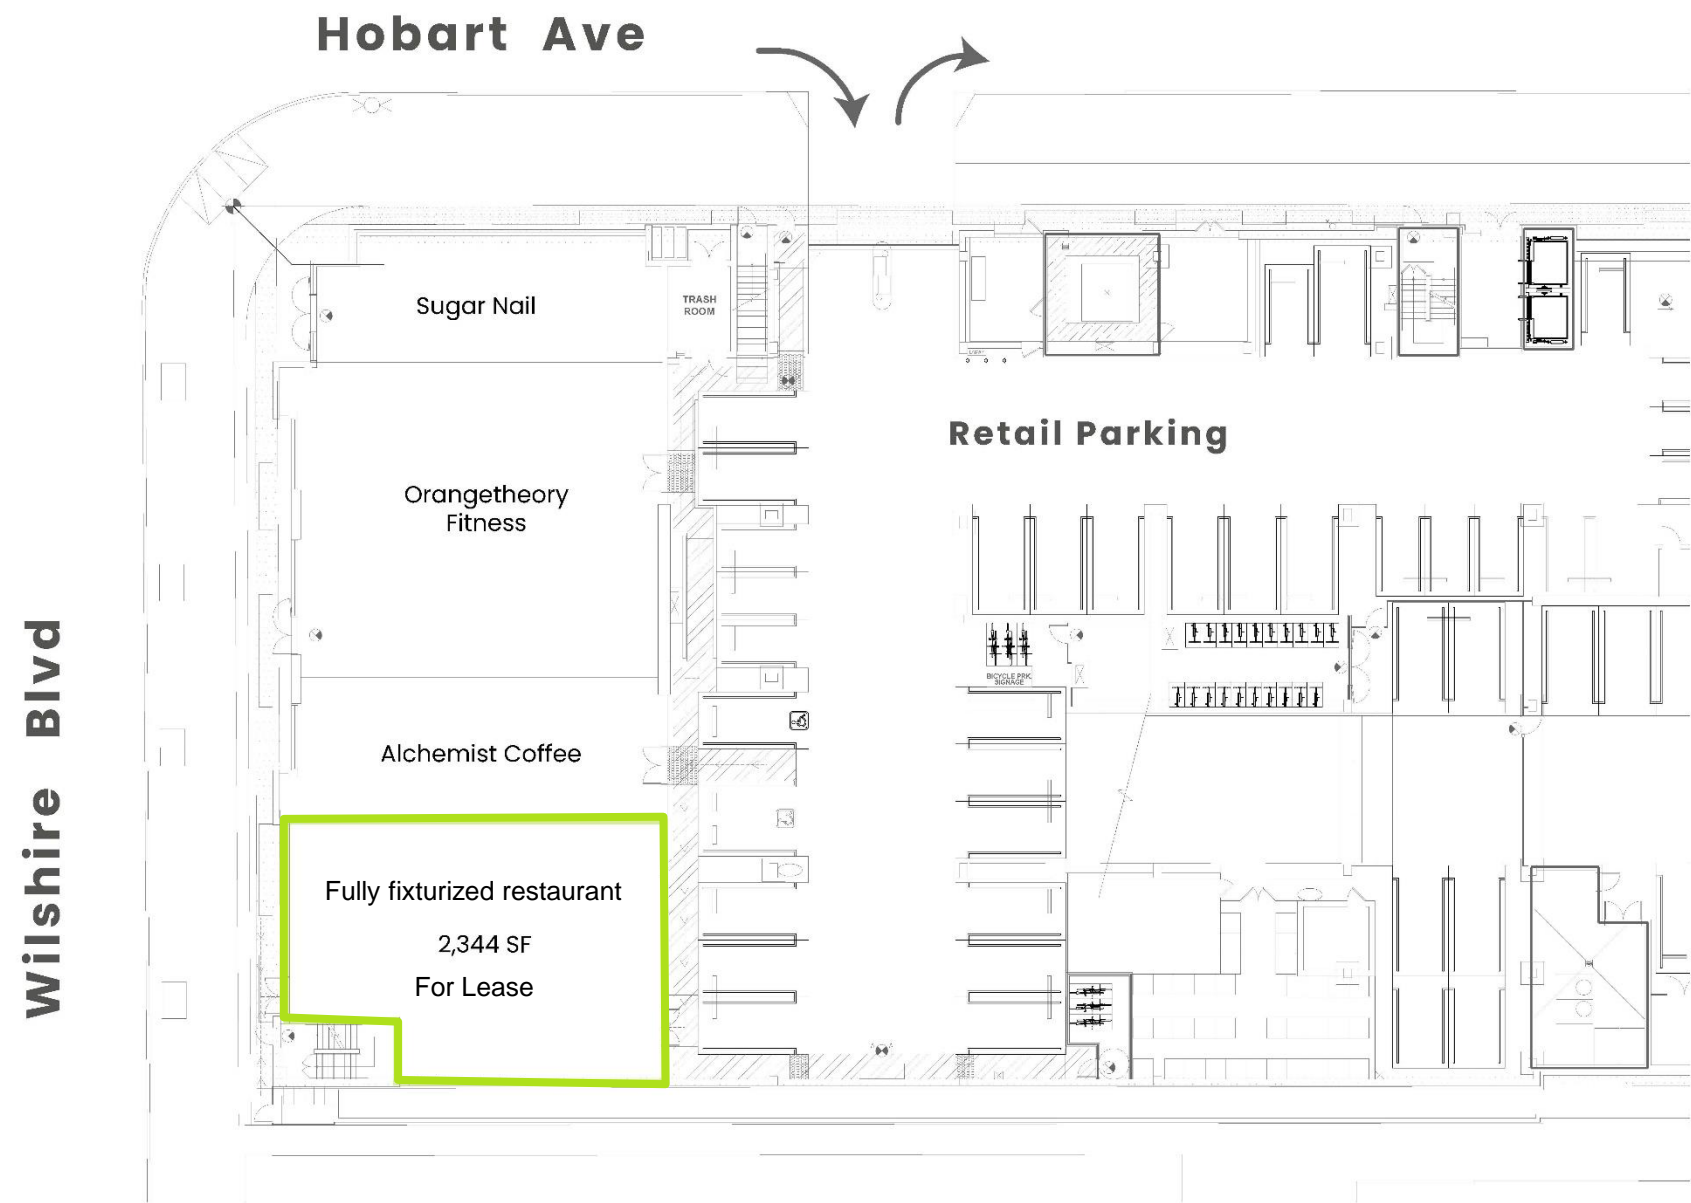 Hobart Ave
Sugar Nail
TRASH
ROOM
Retail Parking
Orangetheory
Fitness
Wilshire Blvd
BICYCLE PRK.
SIGNAGE
Alchemist Coffee
Fully fixturized restaurant
2,344 SF
For Lease